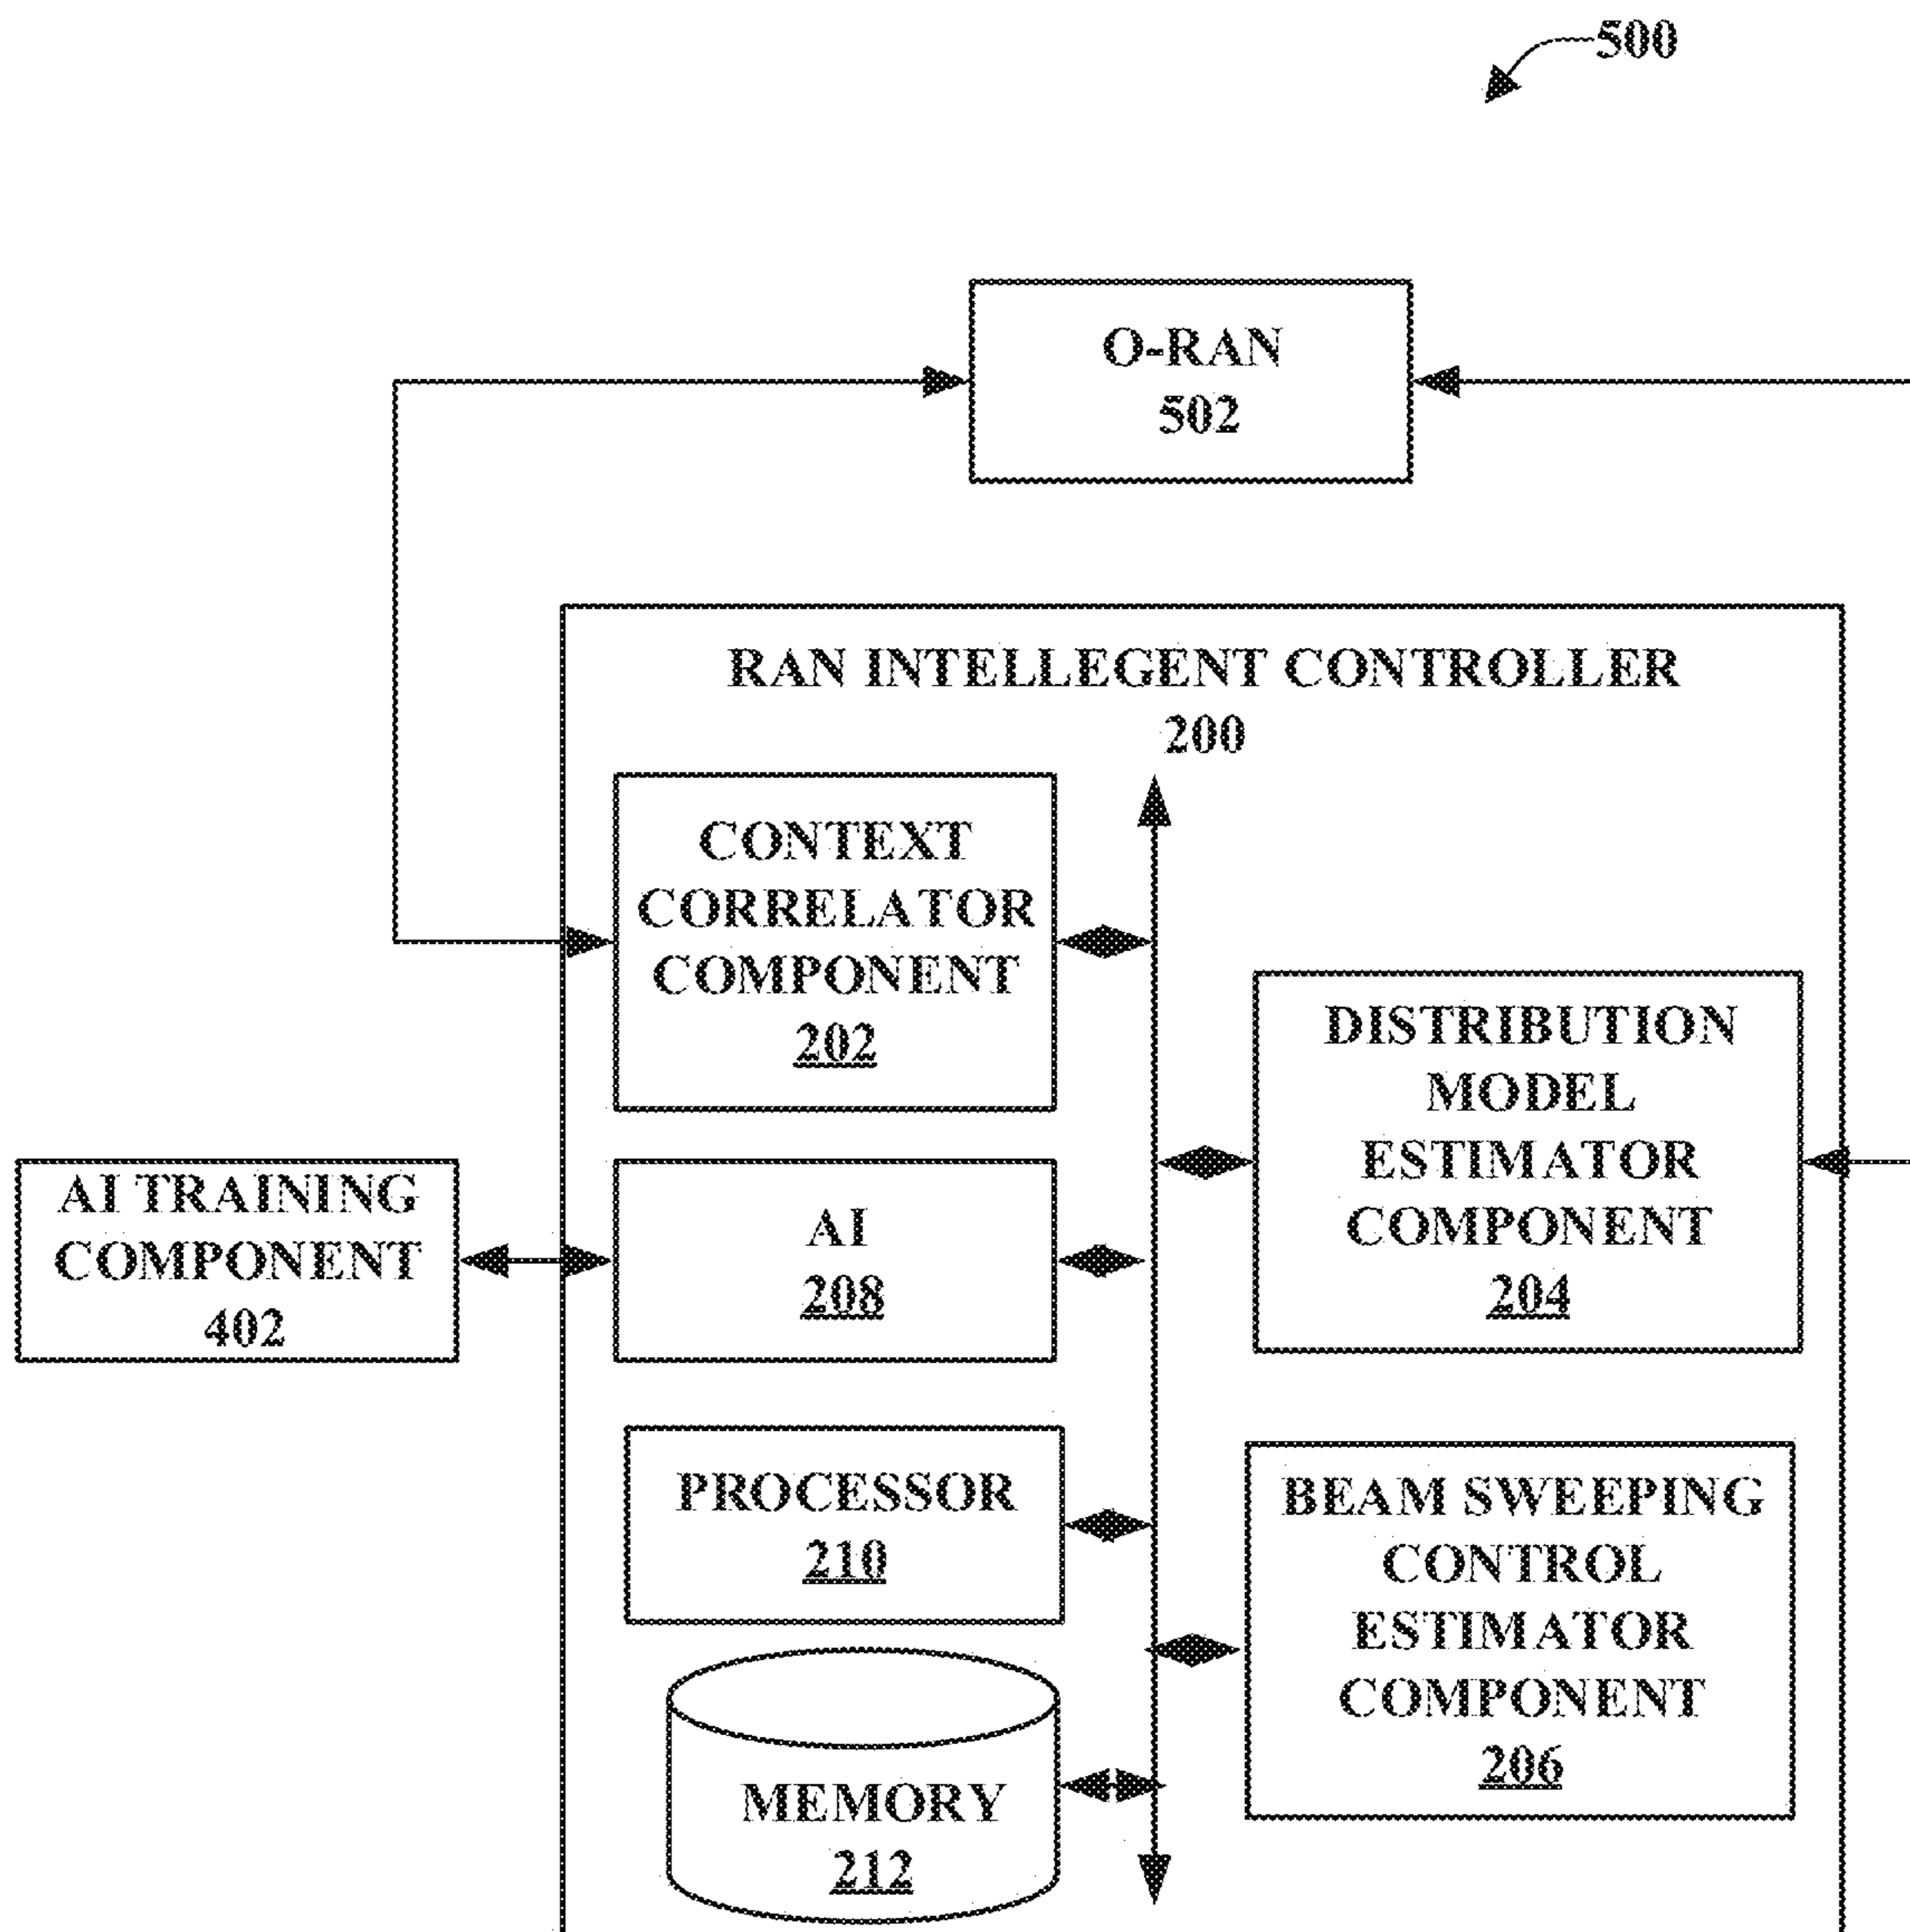 500
O-RAN
502
RAN INTELLEGENT CONTROLLER
200
CONTEXT
CORRELATOR
COMPONENT
202
DISTRIBUTION
MODEL
ESTIMATOR
COMPONENT
204
AI TRAINING
COMPONENT
402
AI
208
PROCESSOR
210
BEAM SWEEPING
CONTROL
ESTIMATOR
COMPONENT
206
MEMORY
212